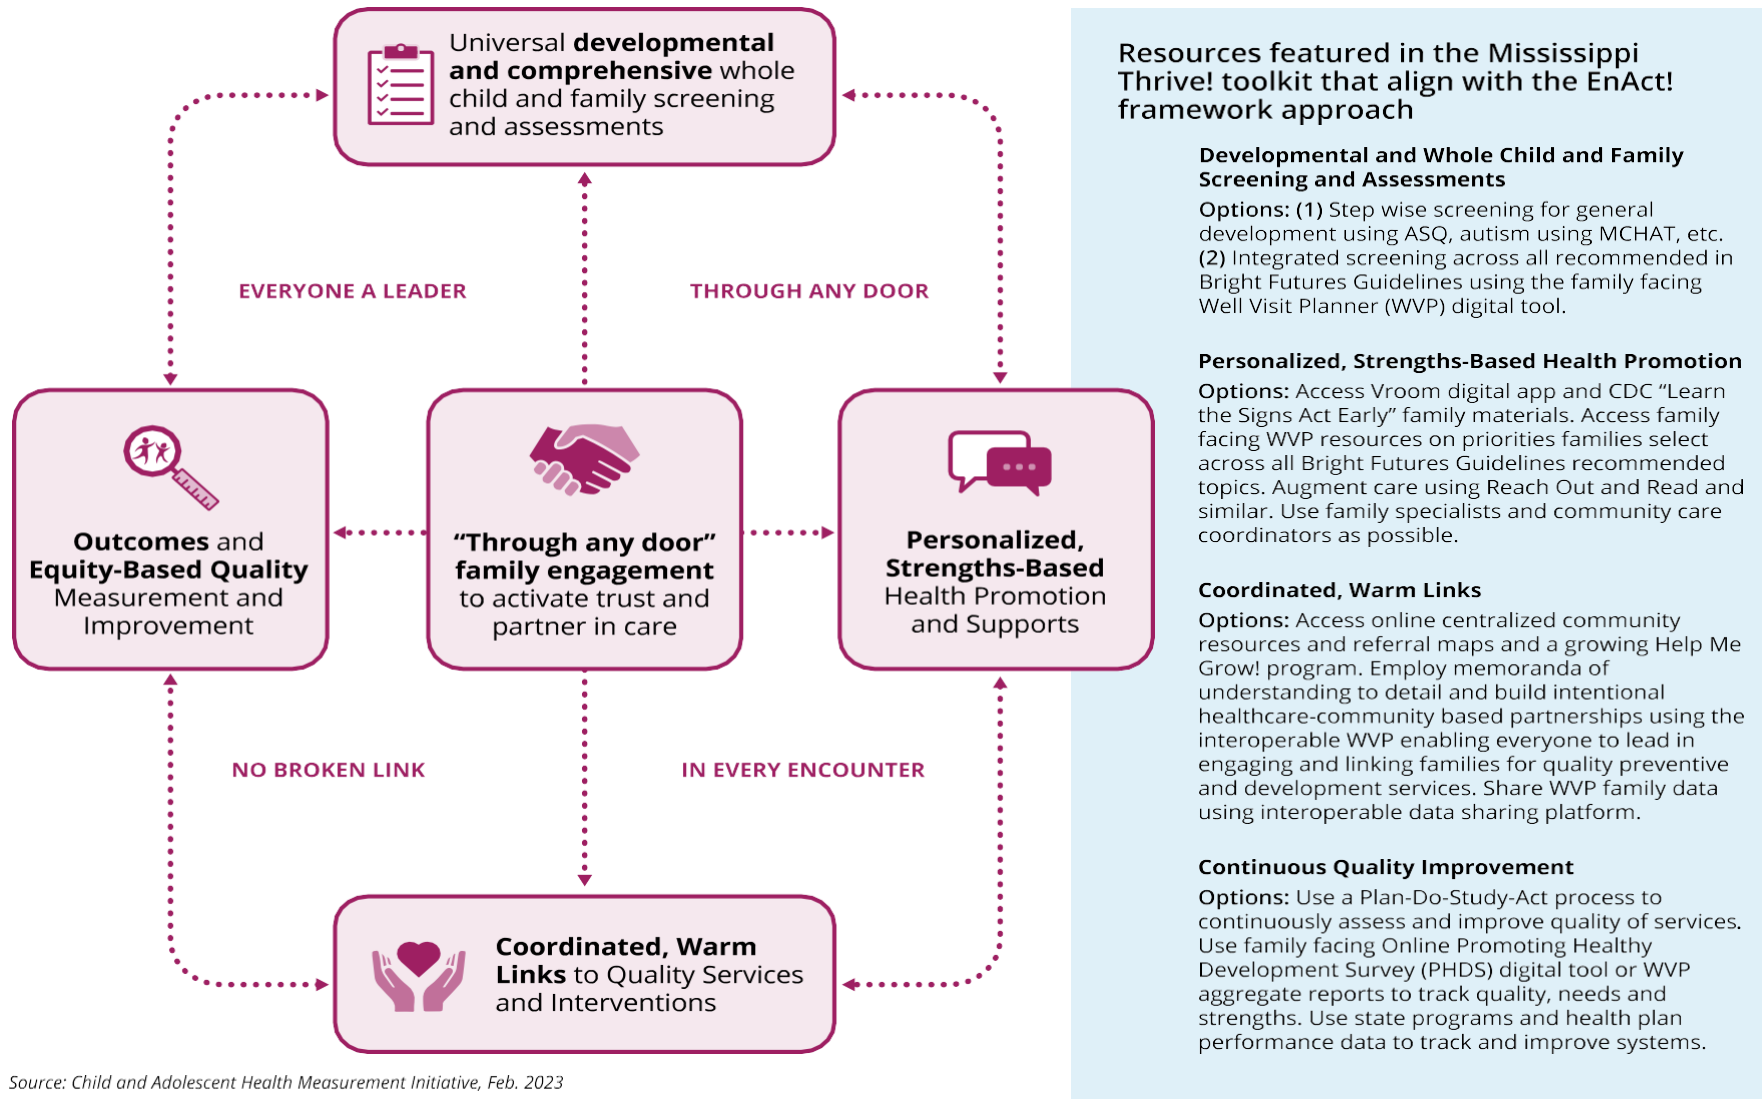 Universal developmental
and comprehensive whole
child and family screening
and assessments
EVERYONE A LEADER
THROUGH ANY DOOR
Outcomes and
Equity-Based Quality
Measurement and
Improvement
“Through any door”
family engagement
to activate trust and
partner in care
Personalized,
Strengths-Based
Health Promotion
and Supports
NO BROKEN LINK
IN EVERY ENCOUNTER
Coordinated, Warm
Links to Quality Services
and Interventions
Source: Child and Adolescent Health Measurement Initiative, Feb. 2023
Resources featured in the Mississippi
Thrive! toolkit that align with the EnAct!
framework approach
Developmental and Whole Child and Family
Screening and Assessments
Options: (1) Step wise screening for general
development using ASQ, autism using MCHAT, etc.
(2) Integrated screening across all recommended in
Bright Futures Guidelines using the family facing
Well Visit Planner (WVP) digital tool.
Personalized, Strengths-Based Health Promotion
Options: Access Vroom digital app and CDC “Learn
the Signs Act Early” family materials. Access family
facing WVP resources on priorities families select
across all Bright Futures Guidelines recommended
topics. Augment care using Reach Out and Read and
similar. Use family specialists and community care
coordinators as possible.
Coordinated, Warm Links
Options: Access online centralized community
resources and referral maps and a growing Help Me
Grow! program. Employ memoranda of
understanding to detail and build intentional
healthcare-community based partnerships using the
interoperable WVP enabling everyone to lead in
engaging and linking families for quality preventive
and development services. Share WVP family data
using interoperable data sharing platform.
Continuous Quality Improvement
Options: Use a Plan-Do-Study-Act process to
continuously assess and improve quality of services.
Use family facing Online Promoting Healthy
Development Survey (PHDS) digital tool or WVP
aggregate reports to track quality, needs and
strengths. Use state programs and health plan
performance data to track and improve systems.